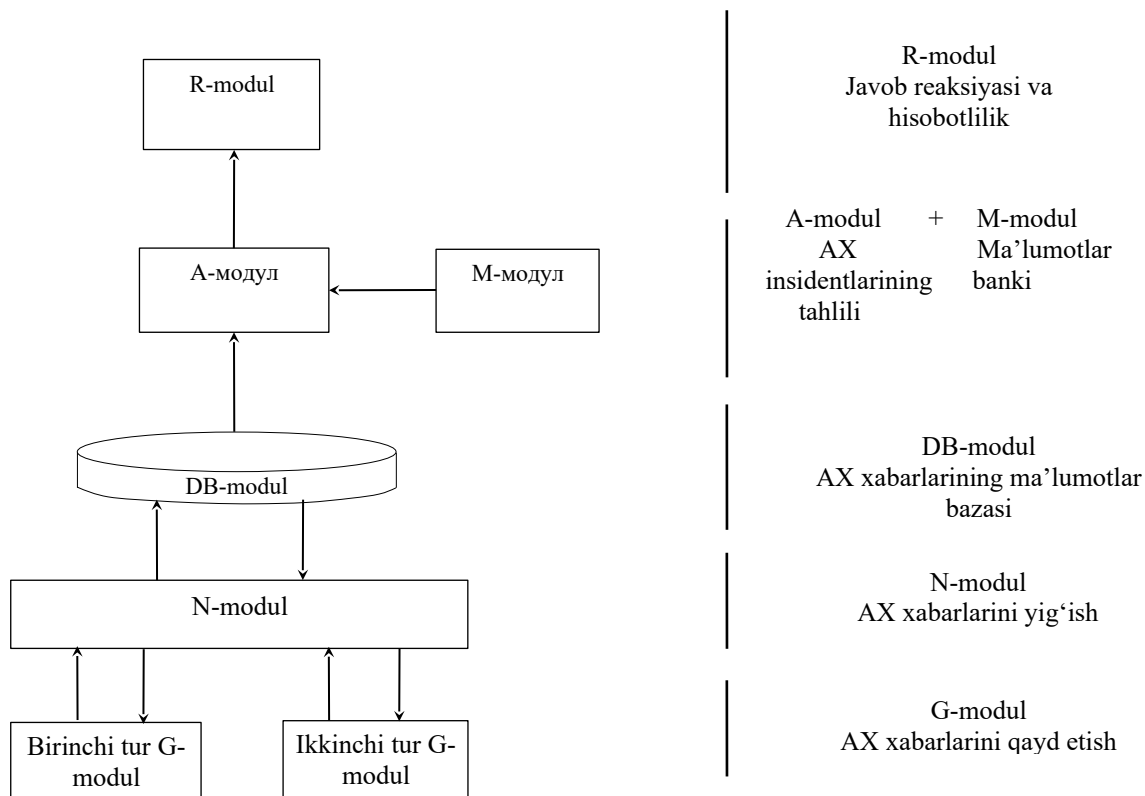 R-modul
А-модул
М-модул
DB-modul
N-modul
Birinchi tur G-
modul
Ikkinchi tur G-
modul
R-modul
Javob reaksiyasi va
hisobotlilik
A-modul + M-modul
AX Ma’lumotlar
insidentlarining banki
tahlili
DB-modul
AX xabarlarining ma’lumotlar
bazasi
N-modul
AX xabarlarini yig‘ish
G-modul
AX xabarlarini qayd etish